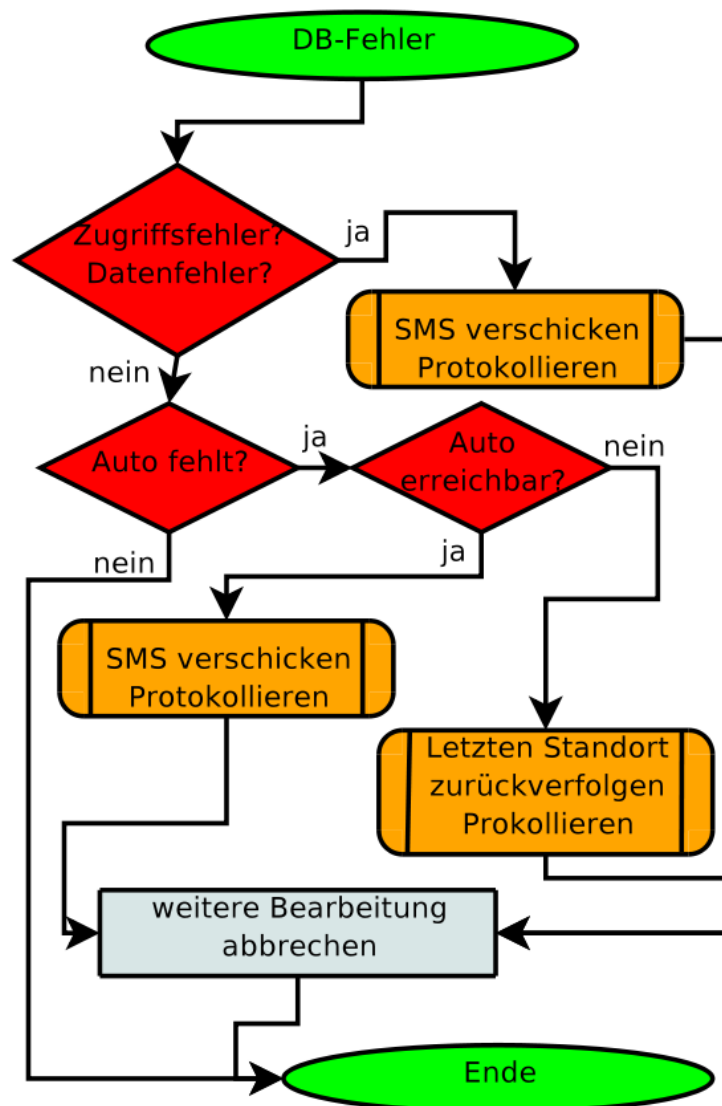 DB-Fehler
Zugriffsfehler?
Datenfehler?
ja
SMS verschicken
Protokollieren
nein
Auto fehlt?
ja
Auto
erreichbar?
nein
nein
ja
SMS verschicken
Protokollieren
Letzten Standort
zurückverfolgen
Prokollieren
weitere Bearbeitung
abbrechen
Ende